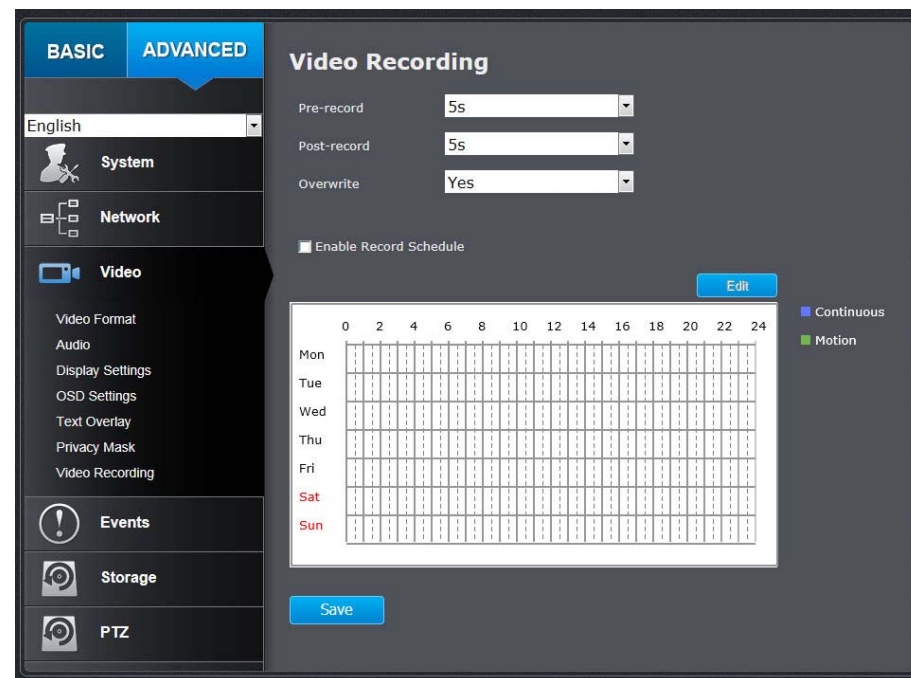 BASIC ADVANCED
English
System
Network
Video
Video Format
Audio
Display Settings
OSD Settings
Text Overlay
Privacy Mask
Video Recording
Events
Storage
PTZ
Video Recording
Pre-record 5s
Post-record 5s
Overwrite Yes
Enable Record Schedule
Edit
0 2 4 6 8 10 12 14 16 18 20 22 24
Mon
Tue
Wed
Thu
Fri
Sat
Sun
Continuous
Motion
Save